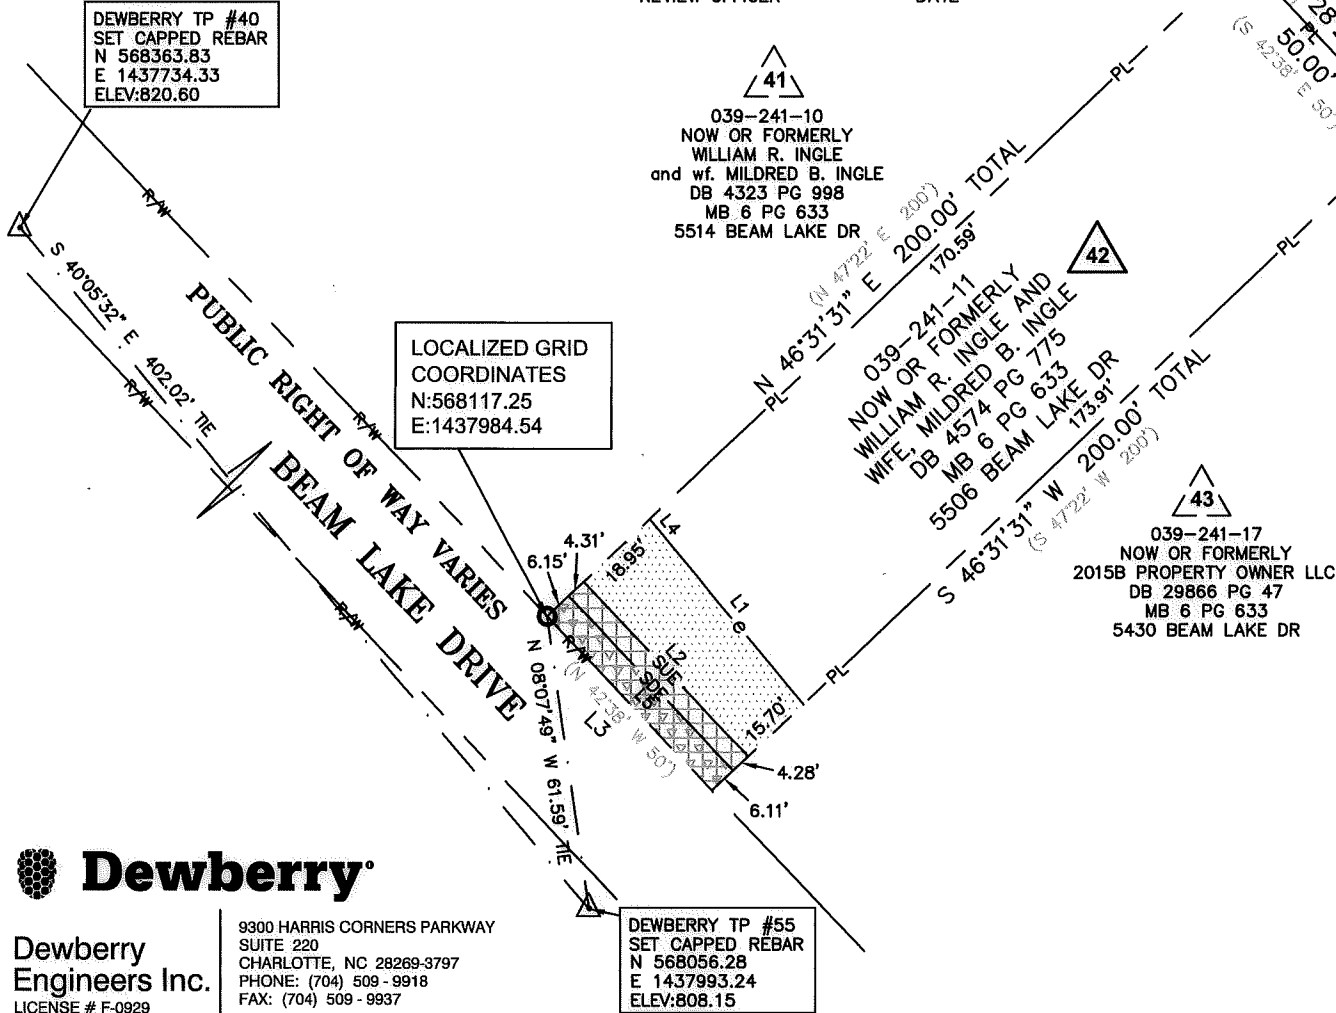 DEWBERRY TP #40
SET CAPPED REBAR
N 568363.83
E 1437734.33
ELEV:820.60
41
039-241-10
NOW OR FORMERLY
WILLIAM R. INGLE
and wf. MILDRED B. INGLE
DB 4323 PG 998
MB 6 PG 633
5514 BEAM LAKE DR
PL
50.00'
(S 42°38' E 50')
PL
R/W
S 40°05'32" E 402.02' TIE
R/W
PUBLIC RIGHT OF WAY VARIES
R/W
BEAM LAKE DRIVE
R/W
LOCALIZED GRID
COORDINATES
N:568117.25
E:1437984.54
(N 47°22' E 200')
N 46°31'31" E 200.00' TOTAL
170.59'
PL
42
039-241-11
NOW OR FORMERLY
WILLIAM R. INGLE AND
WIFE, MILDRED B. INGLE
DB 4574 PG 775
MB 6 PG 633
5506 BEAM LAKE DR
173.91'
S 46°31'31" W 200.00' TOTAL
(S 47°22' W 200')
PL
PL
43
039-241-17
NOW OR FORMERLY
2015B PROPERTY OWNER LLC
DB 29866 PG 47
MB 6 PG 633
5430 BEAM LAKE DR
6.15'
4.31'
18.95'
L4
L1
e
L2
SUE
SDE
L5
R/W
(N 42°38' W 50')
L3
15.70'
4.28'
6.11'
N 08°07'49" W 61.59' TIE
DEWBERRY TP #55
SET CAPPED REBAR
N 568056.28
E 1437993.24
ELEV:808.15
Dewberry
Dewberry
Engineers Inc.
LICENSE # F-0929
9300 HARRIS CORNERS PARKWAY
SUITE 220
CHARLOTTE, NC 28269-3797
PHONE: (704) 509 - 9918
FAX: (704) 509 - 9937